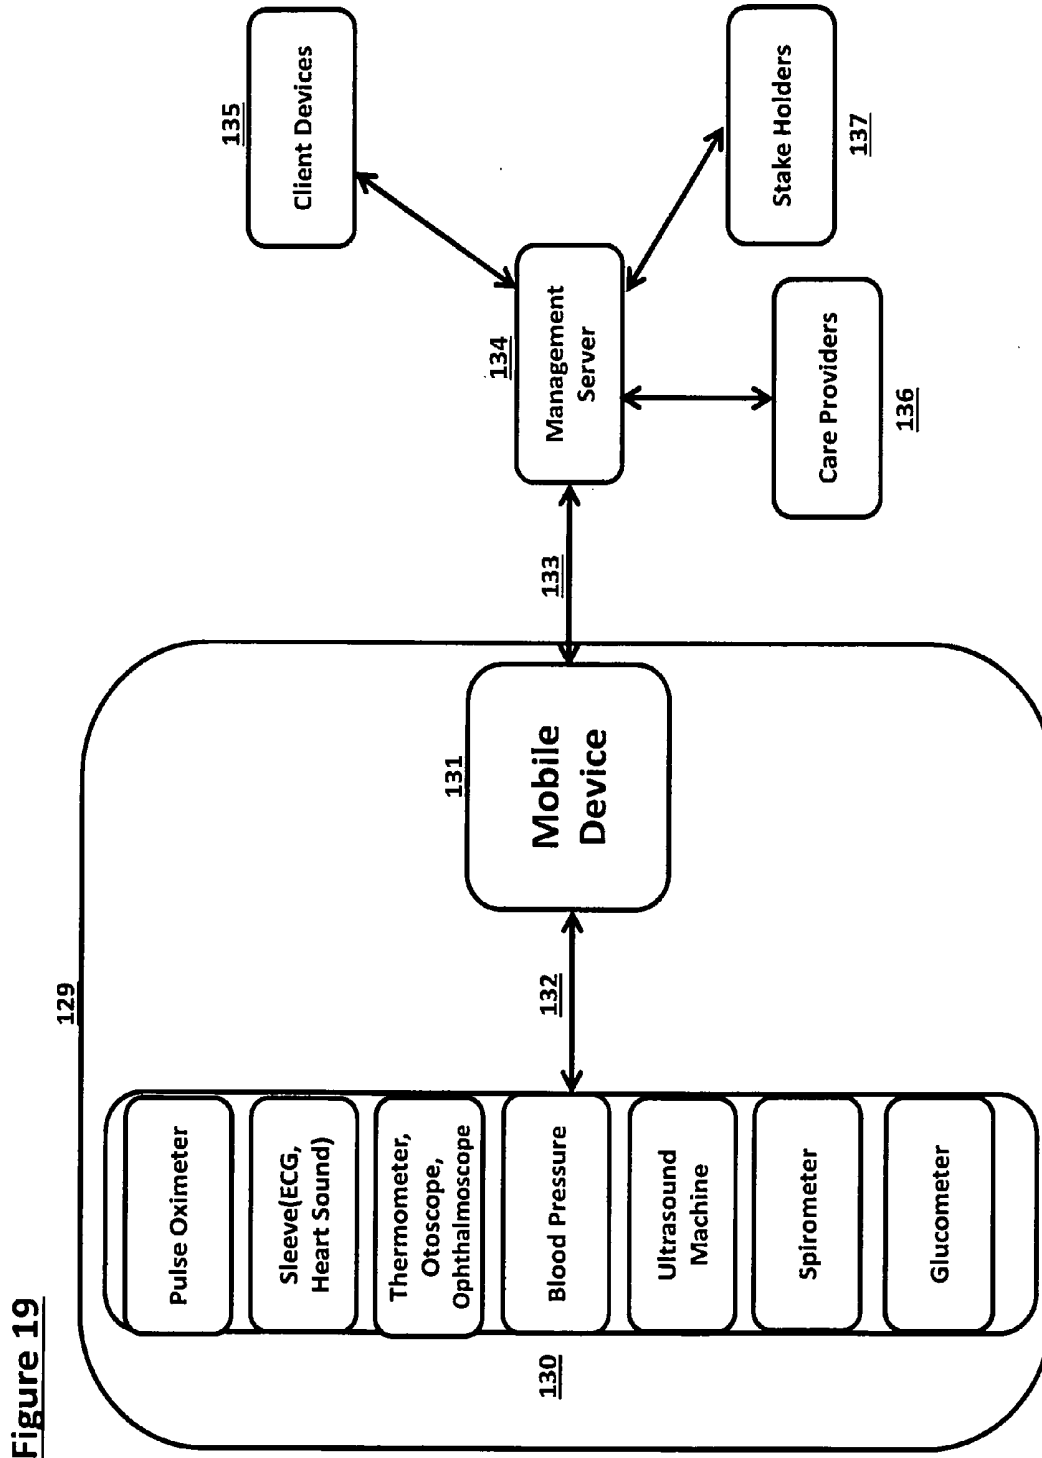 Figure 19
129
130
Pulse Oximeter
Sleeve(ECG,
Heart Sound)
Thermometer,
Otoscope,
Ophthalmoscope
Blood Pressure
Ultrasound
Machine
Spirometer
Glucometer
132
131
Mobile
Device
133
134
Management
Server
135
Client Devices
Care Providers
136
Stake Holders
137